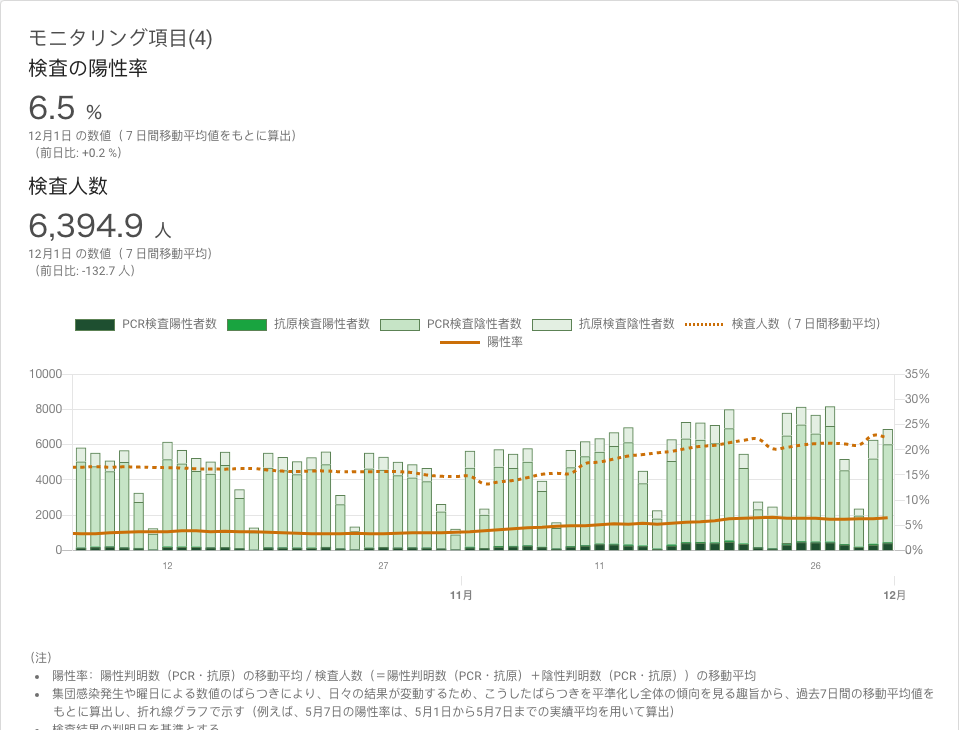 モニタリング項目(4)
検査の陽性率
6.5 %
12月1日 の数値（７日間移動平均値をもとに算出）
（前日比: +0.2 %）
検査人数
6,394.9 人
12月1日 の数値（７日間移動平均）
（前日比: -132.7 人）
PCR検査陽性者数 抗原検査陽性者数 PCR検査陰性者数 抗原検査陰性者数 検査人数（７日間移動平均）
陽性率
10000 35%
30%
8000
25%
6000
20%
4000 15%
10%
2000
5%
0 0%
12 27 11 26
11月 12月
（注）
陽性率：陽性判明数（PCR・抗原）の移動平均 / 検査人数（＝陽性判明数（PCR・抗原）＋陰性判明数（PCR・抗原））の移動平均
集団感染発生や曜日による数値のばらつきにより、日々の結果が変動するため、こうしたばらつきを平準化し全体の傾向を見る趣旨から、過去7日間の移動平均値を
もとに算出し、折れ線グラフで示す（例えば、5月7日の陽性率は、5月1日から5月7日までの実績平均を用いて算出）
検査結果の判明日を基準とする